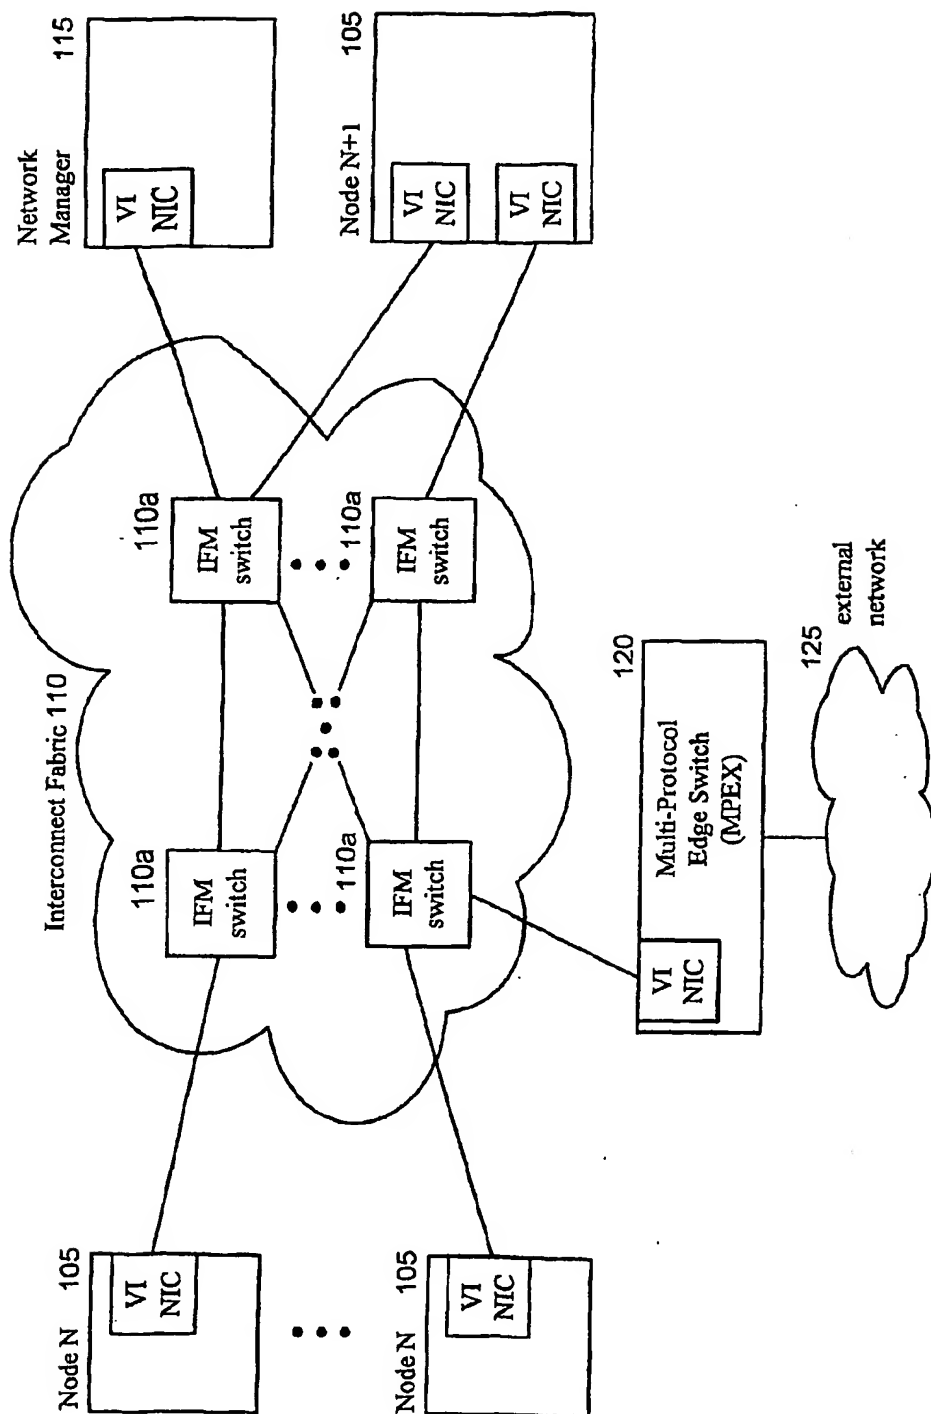 Node N 105
VI
NIC
Node N 105
VI
NIC
Interconnect Fabric 110
110a
IFM
switch
110a
IFM
switch
110a
IFM
switch
110a
IFM
switch
Network
Manager 115
VI
NIC
Node N+1 105
VI
NIC
VI
NIC
120
Multi-Protocol
Edge Switch
(MPEX)
VI
NIC
125
external
network